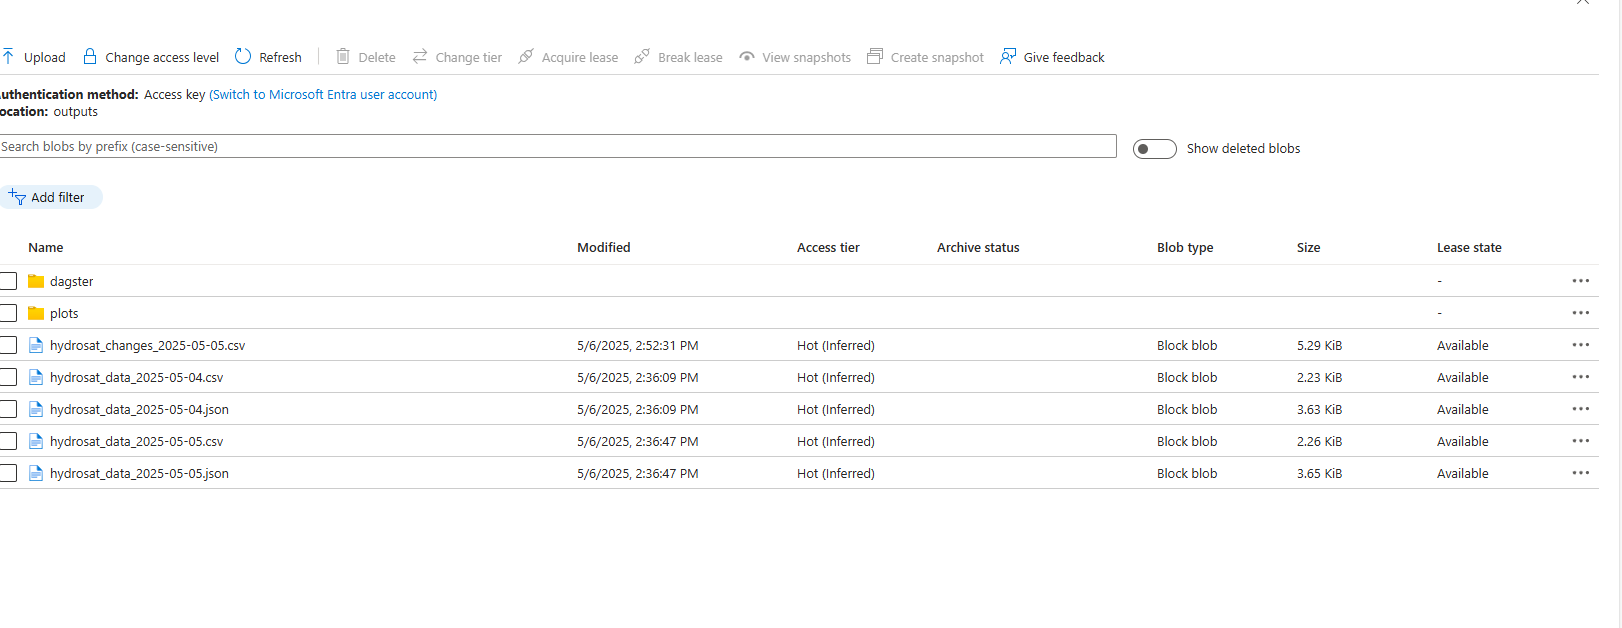 Upload Change access level Refresh Delete Change tier Acquire lease Break lease View snapshots Create snapshot Give feedback
uthentication method: Access key (Switch to Microsoft Entra user account)
ocation: outputs
Search blobs by prefix (case-sensitive) Show deleted blobs
Add filter
Name Modified Access tier Archive status Blob type Size Lease state
dagster -
plots -
hydrosat_changes_2025-05-05.csv 5/6/2025, 2:52:31 PM Hot (Inferred) Block blob 5.29 KiB Available
hydrosat_data_2025-05-04.csv 5/6/2025, 2:36:09 PM Hot (Inferred) Block blob 2.23 KiB Available
hydrosat_data_2025-05-04.json 5/6/2025, 2:36:09 PM Hot (Inferred) Block blob 3.63 KiB Available
hydrosat_data_2025-05-05.csv 5/6/2025, 2:36:47 PM Hot (Inferred) Block blob 2.26 KiB Available
hydrosat_data_2025-05-05.json 5/6/2025, 2:36:47 PM Hot (Inferred) Block blob 3.65 KiB Available